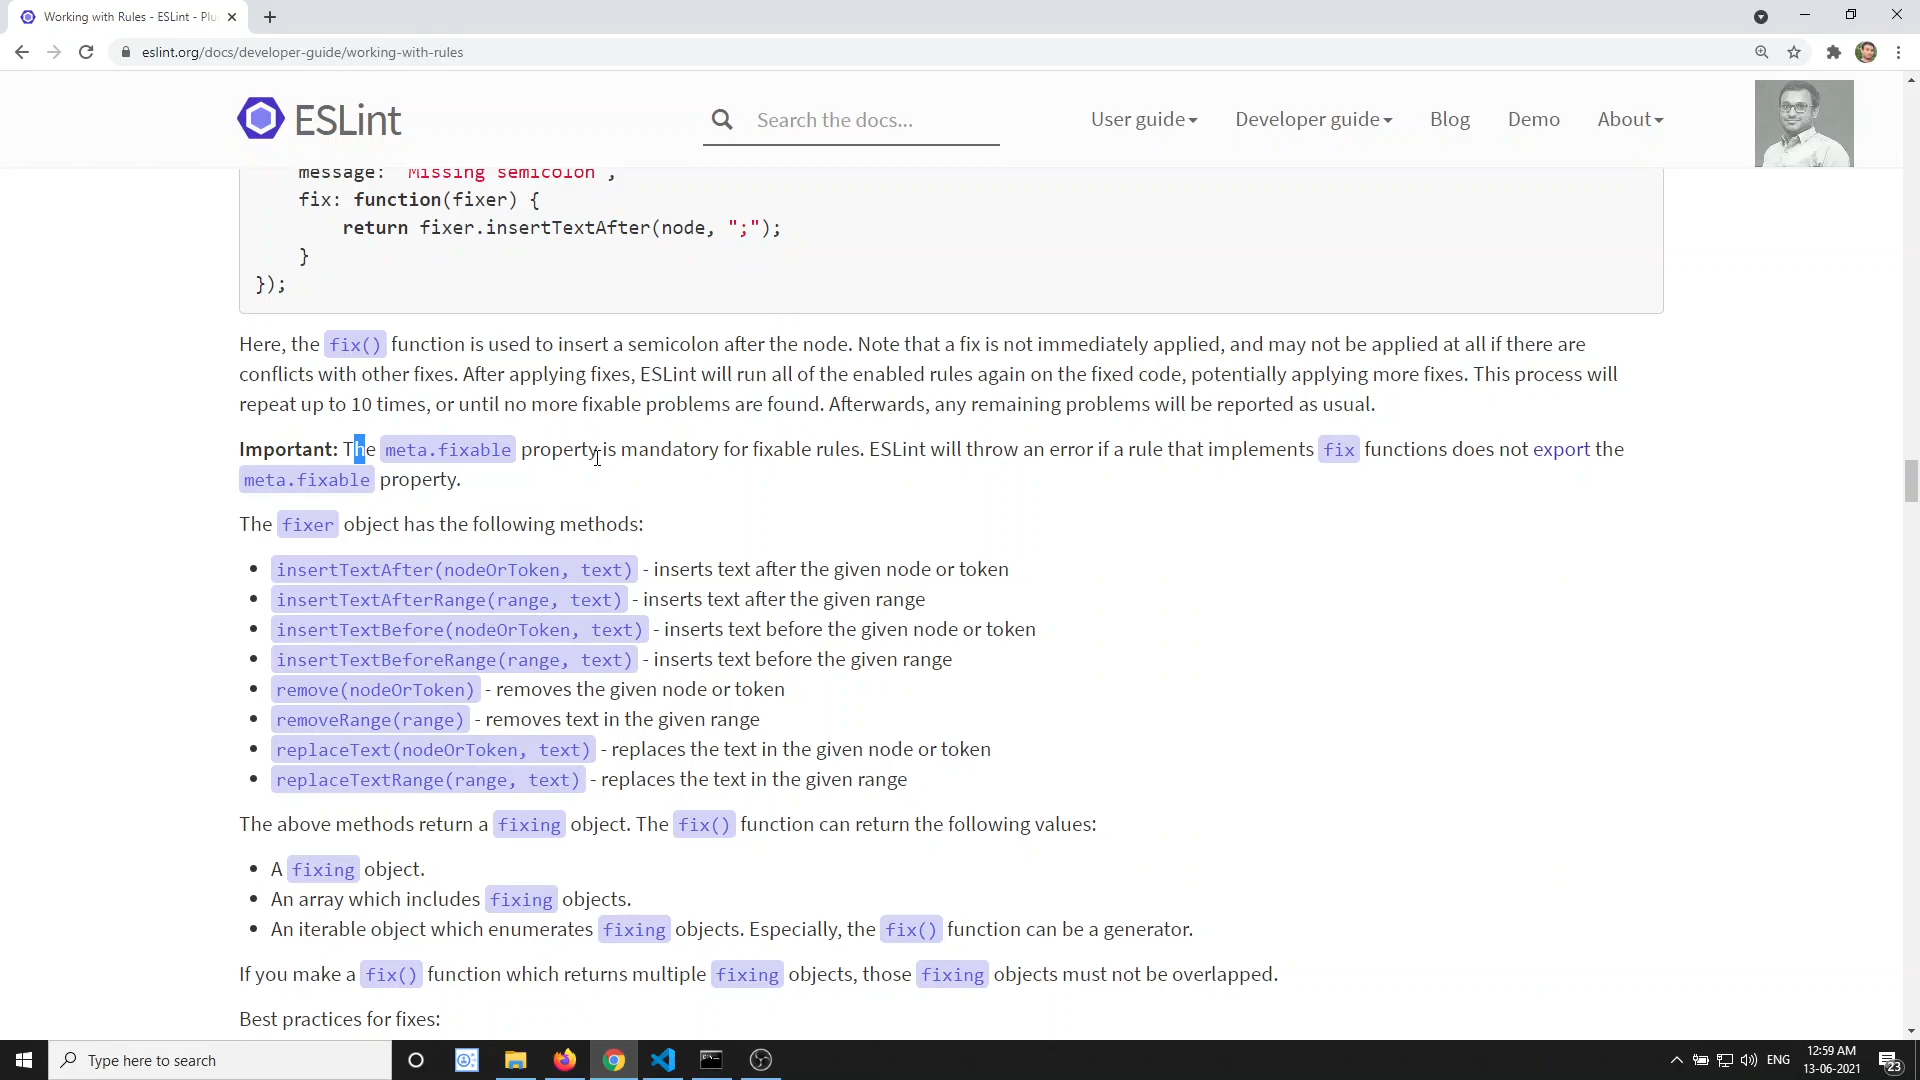 Working with Rules - ESLint - Plu
eslint.org/docs/developer-guide/working-with-rules
ESLint
Search the docs...
User guide
Developer guide
Blog
Demo
About
message: "Missing semicolon",
fix: function(fixer) {
return fixer.insertTextAfter(node, ";");
}
});
Here, the fix() function is used to insert a semicolon after the node. Note that a fix is not immediately applied, and may not be applied at all if there are
conflicts with other fixes. After applying fixes, ESLint will run all of the enabled rules again on the fixed code, potentially applying more fixes. This process will
repeat up to 10 times, or until no more fixable problems are found. Afterwards, any remaining problems will be reported as usual.
Important: The meta.fixable property is mandatory for fixable rules. ESLint will throw an error if a rule that implements fix functions does not export the
meta.fixable property.
The fixer object has the following methods:
• insertTextAfter(nodeOrToken, text) - inserts text after the given node or token
• insertTextAfterRange(range, text) - inserts text after the given range
• insertTextBefore(nodeOrToken, text) - inserts text before the given node or token
• insertTextBeforeRange(range, text) - inserts text before the given range
• remove(nodeOrToken) - removes the given node or token
• removeRange(range) - removes text in the given range
• replaceText(nodeOrToken, text) - replaces the text in the given node or token
• replaceTextRange(range, text) - replaces the text in the given range
The above methods return a fixing object. The fix() function can return the following values:
• A fixing object.
• An array which includes fixing objects.
• An iterable object which enumerates fixing objects. Especially, the fix() function can be a generator.
If you make a fix() function which returns multiple fixing objects, those fixing objects must not be overlapped.
Best practices for fixes:
Type here to search
ENG
12:59 AM
13-06-2021
23